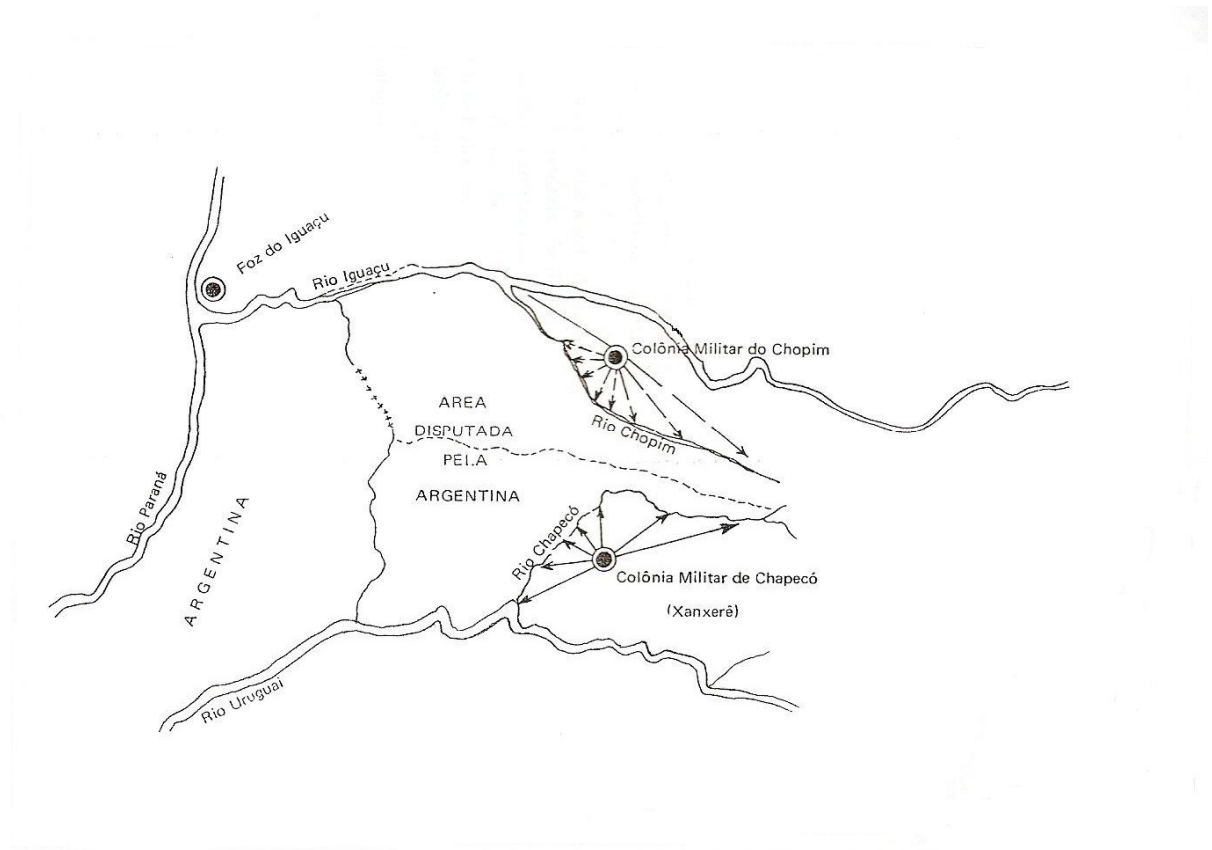 Foz do Iguaçu
Rio Iguaçu
Colônia Militar do Chopim
AREA
DISPUTADA
Rio Chopim
PELA
ARGENTINA
Rio Paraná
ARGENTINA
Rio Chapecó
Colônia Militar de Chapecó
(Xanxerê)
Rio Uruguai